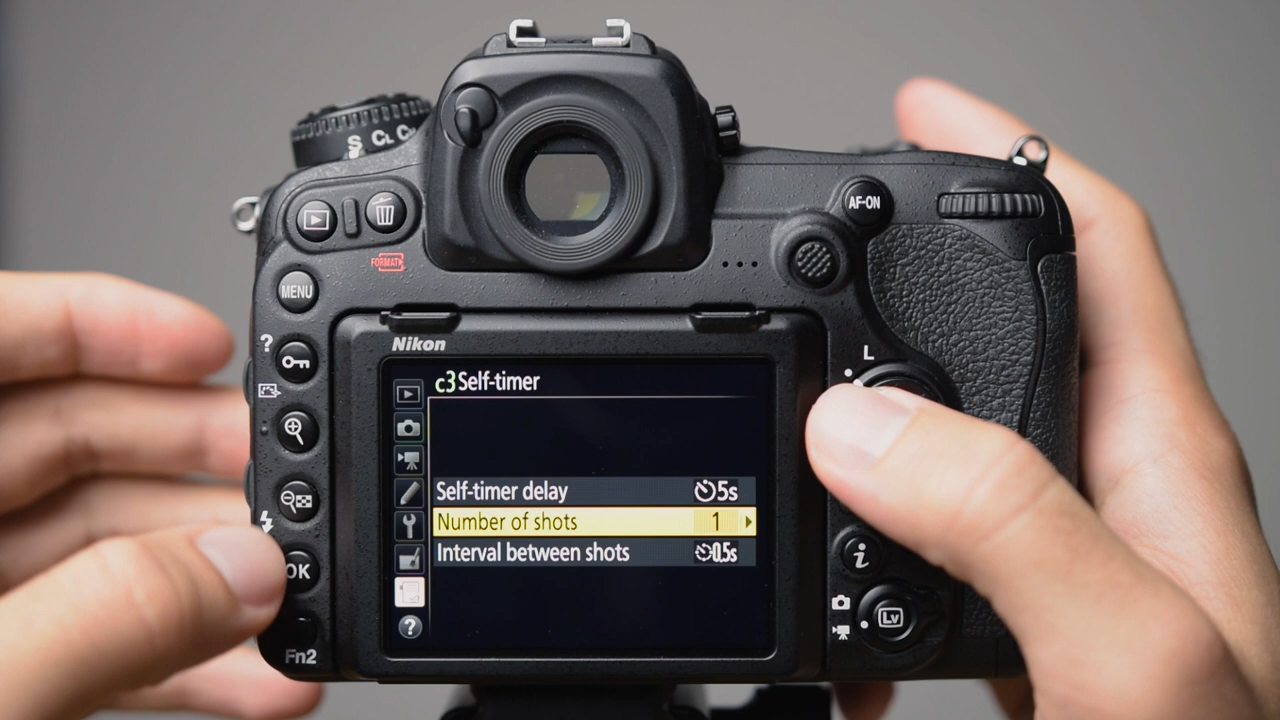 S CL CH
AF-ON
FORMAT
MENU
?
L
Nikon
c3 Self-timer
Self-timer delay 5s
Number of shots 1
Interval between shots 0.5s
?
i
OK
Lv
Fn2